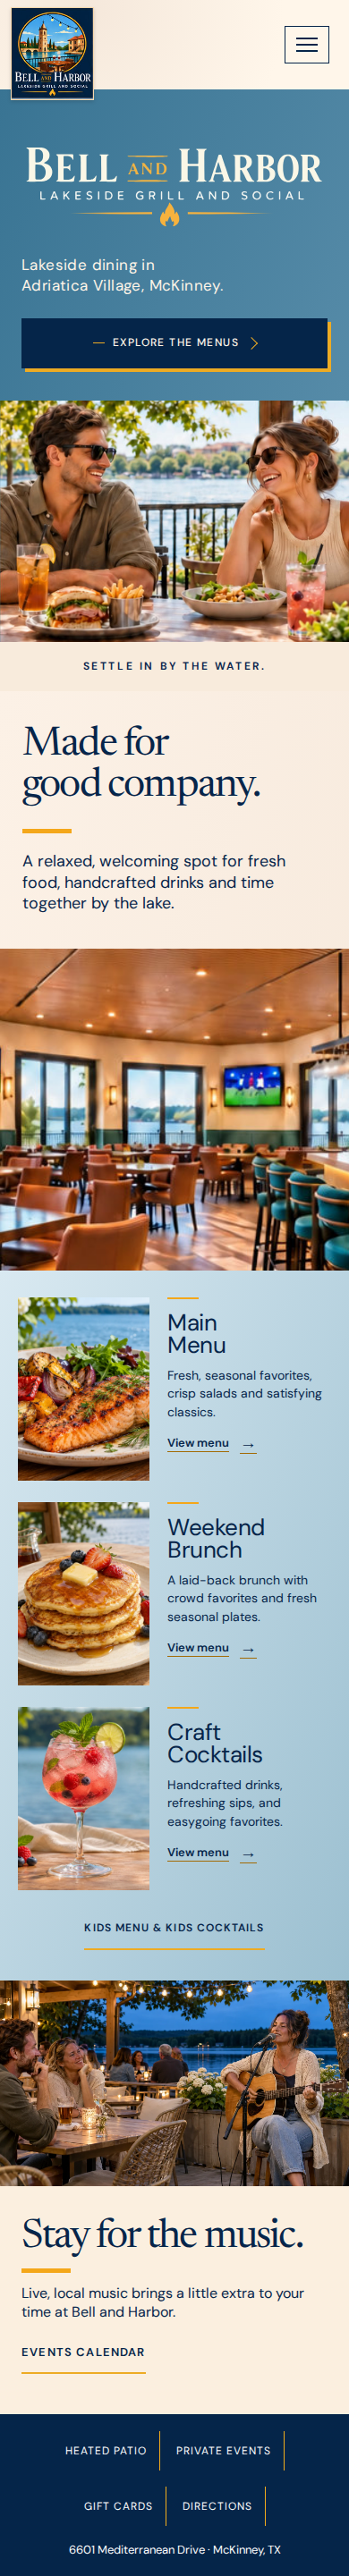 BELL AND HARBOR
LAKESIDE GRILL AND SOCIAL
BELL AND HARBOR
LAKESIDE GRILL AND SOCIAL
Lakeside dining in
Adriatica Village, McKinney.
EXPLORE THE MENUS
SETTLE IN BY THE WATER.
Made for
good company.
A relaxed, welcoming spot for fresh
food, handcrafted drinks and time
together by the lake.
Main
Menu
Fresh, seasonal favorites,
crisp salads and satisfying
classics.
View menu →
Weekend
Brunch
A laid-back brunch with
crowd favorites and fresh
seasonal plates.
View menu →
Craft
Cocktails
Handcrafted drinks,
refreshing sips, and
easygoing favorites.
View menu →
KIDS MENU & KIDS COCKTAILS
Stay for the music.
Live, local music brings a little extra to your
time at Bell and Harbor.
EVENTS CALENDAR
HEATED PATIO PRIVATE EVENTS
GIFT CARDS DIRECTIONS
6601 Mediterranean Drive · McKinney, TX